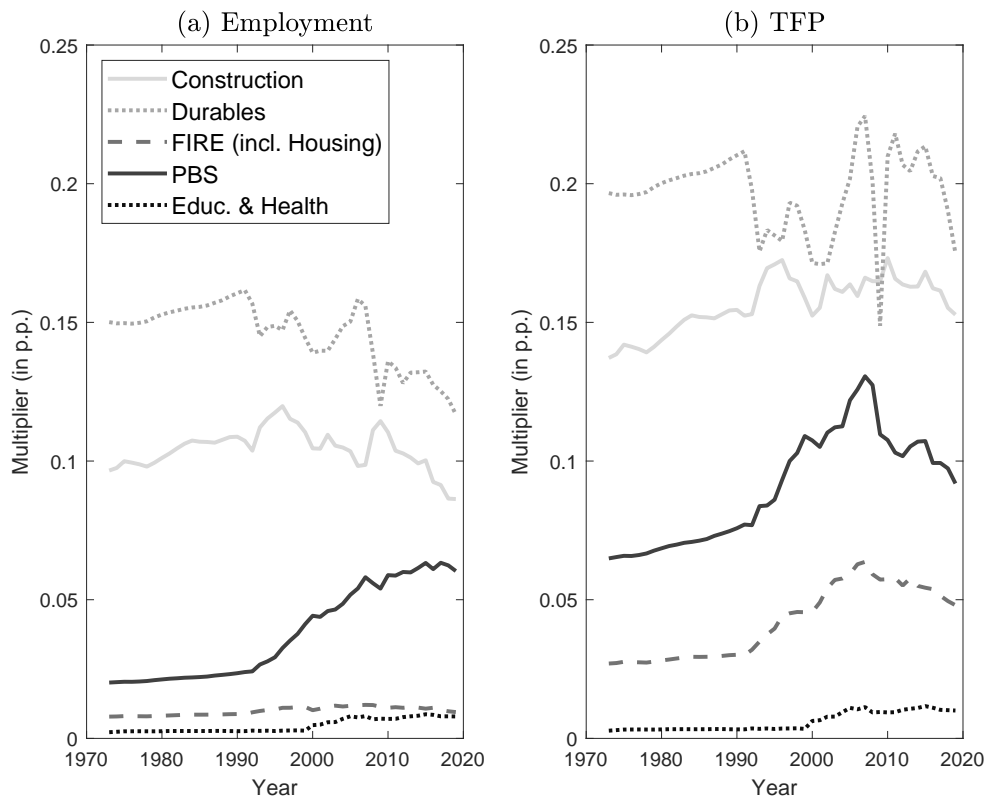 (a) Employment
0.25
0.2
0.15
0.1
0.05
0
Multiplier (in p.p.)
1970
1980
1990
2000
2010
2020
Year
Construction
Durables
FIRE (incl. Housing)
PBS
Educ. & Health
(b) TFP
0.25
0.2
0.15
0.1
0.05
0
Multiplier (in p.p.)
1970
1980
1990
2000
2010
2020
Year